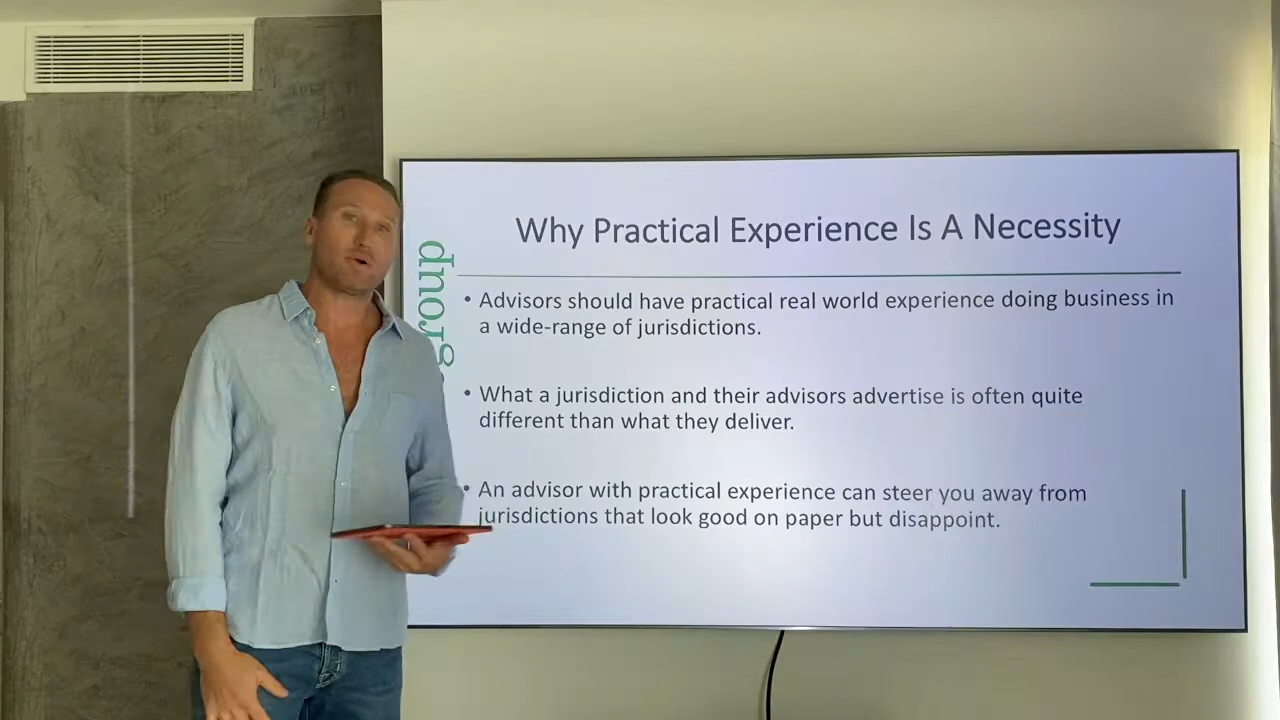 Why Practical Experience Is A Necessity
group
• Advisors should have practical real world experience doing business in
a wide-range of jurisdictions.
• What a jurisdiction and their advisors advertise is often quite
different than what they deliver.
• An advisor with practical experience can steer you away from
jurisdictions that look good on paper but disappoint.